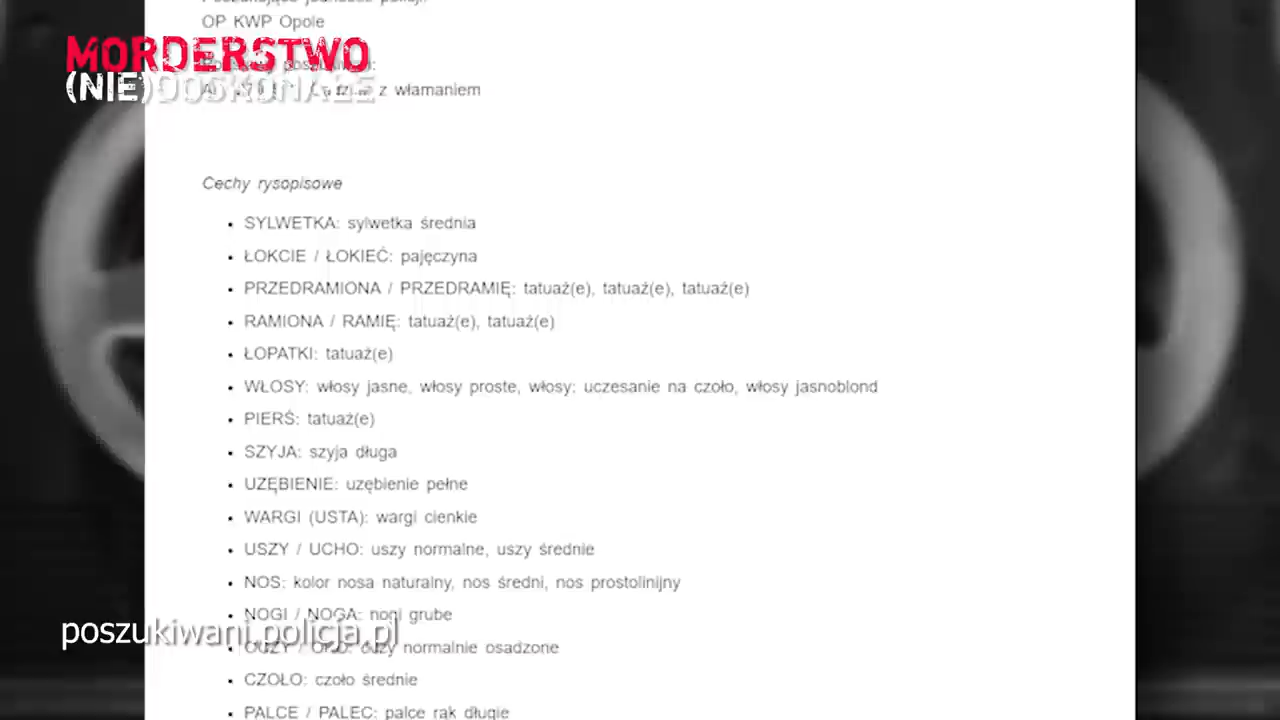 OP KWP Opole
MORDERSTWO
(NIE)DOSKONAŁE
z włamaniem
Cechy rysopisowe
• SYLWETKA: sylwetka średnia
• ŁOKCIE / ŁOKIEĆ: pajęczyna
• PRZEDRAMIONA / PRZEDRAMIĘ: tatuaż(e), tatuaż(e), tatuaż(e)
• RAMIONA / RAMIĘ: tatuaż(e), tatuaż(e)
• ŁOPATKI: tatuaż(e)
• WŁOSY: włosy jasne, włosy proste, włosy: uczesanie na czoło, włosy jasnoblond
• PIERŚ: tatuaż(e)
• SZYJA: szyja długa
• UZĘBIENIE: uzębienie pełne
• WARGI (USTA): wargi cienkie
• USZY / UCHO: uszy normalne, uszy średnie
• NOS: kolor nosa naturalny, nos średni, nos prostolinijny
• NOGI / NOGA: nogi grube
poszukiwani.policja.pl
• OCZY / OKO: oczy normalnie osadzone
• CZOŁO: czoło średnie
• PALCE / PALEC: palce rąk długie